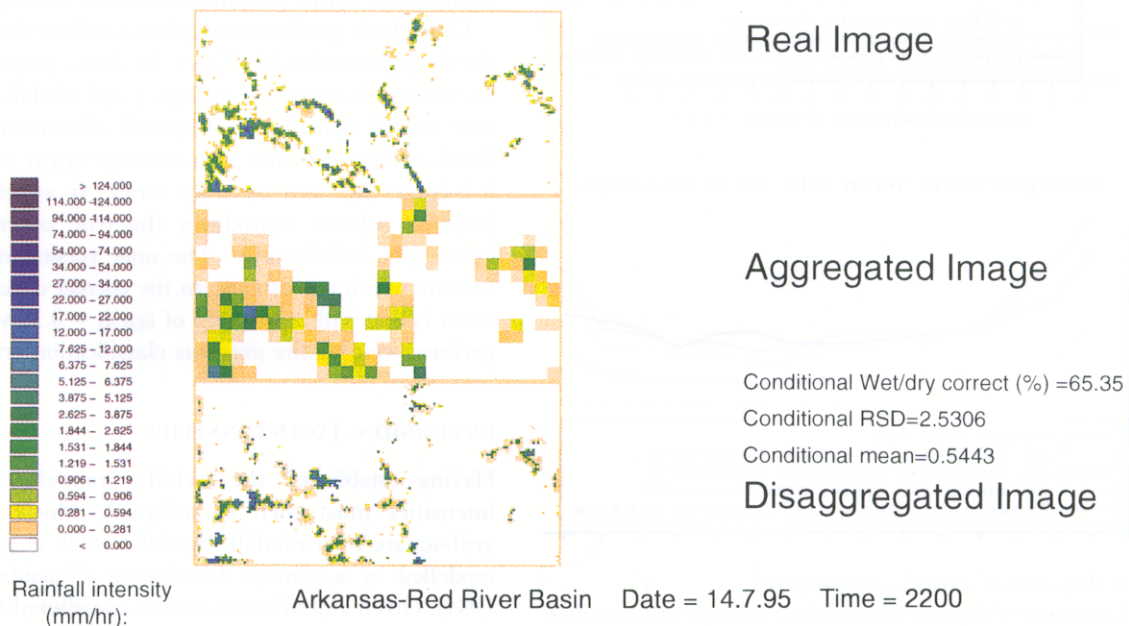 Real Image
> 124.000
114.000 -124.000
94.000 -114.000
74.000 - 94.000
54.000 - 74.000
34.000 - 54.000
27.000 - 34.000
22.000 - 27.000
17.000 - 22.000
12.000 - 17.000
7.625 -12.000
6.375 - 7.625
5.125 - 6.375
3.875 - 5.125
2.625 - 3.875
1.844 - 2.625
1.531 - 1.844
1.219 - 1.531
0.906 - 1.219
0.594 - 0.906
0.281 - 0.594
0.000 - 0.281
< 0.000
Rainfall intensity
(mm/hr):
Aggregated Image
Conditional Wet/dry correct (%) =65.35
Conditional RSD=2.5306
Conditional mean=0.5443
Disaggregated Image
Arkansas-Red River Basin Date = 14.7.95 Time = 2200